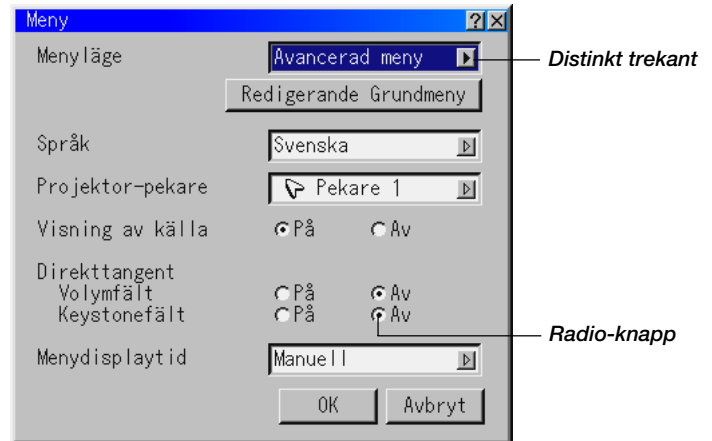 Meny
Menyläge Avancerad meny
Distinkt trekant
Redigerande Grundmeny
Språk Svenska
Projektor-pekare Pekare 1
Visning av källa På Av
Direkttangent
Volymfält På Av
Keystonefält På Av
Radio-knapp
Menydisplaytid Manuell
OK Avbryt